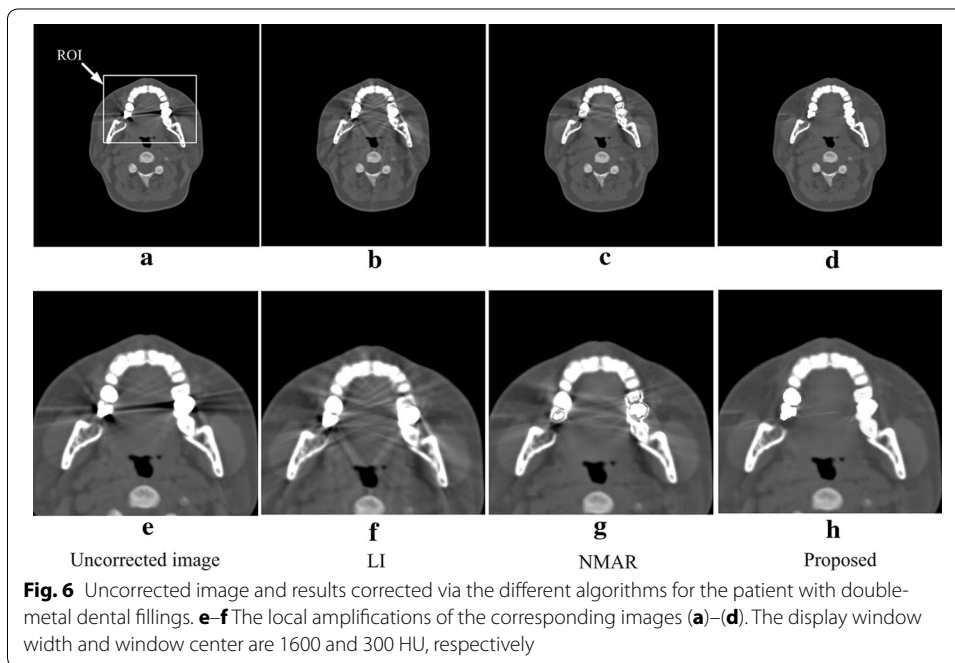 ROI
a b c d
e f g h
Uncorrected image LI NMAR Proposed
Fig. 6 Uncorrected image and results corrected via the different algorithms for the patient with double-
metal dental fillings. e–f The local amplifications of the corresponding images (a)–(d). The display window
width and window center are 1600 and 300 HU, respectively